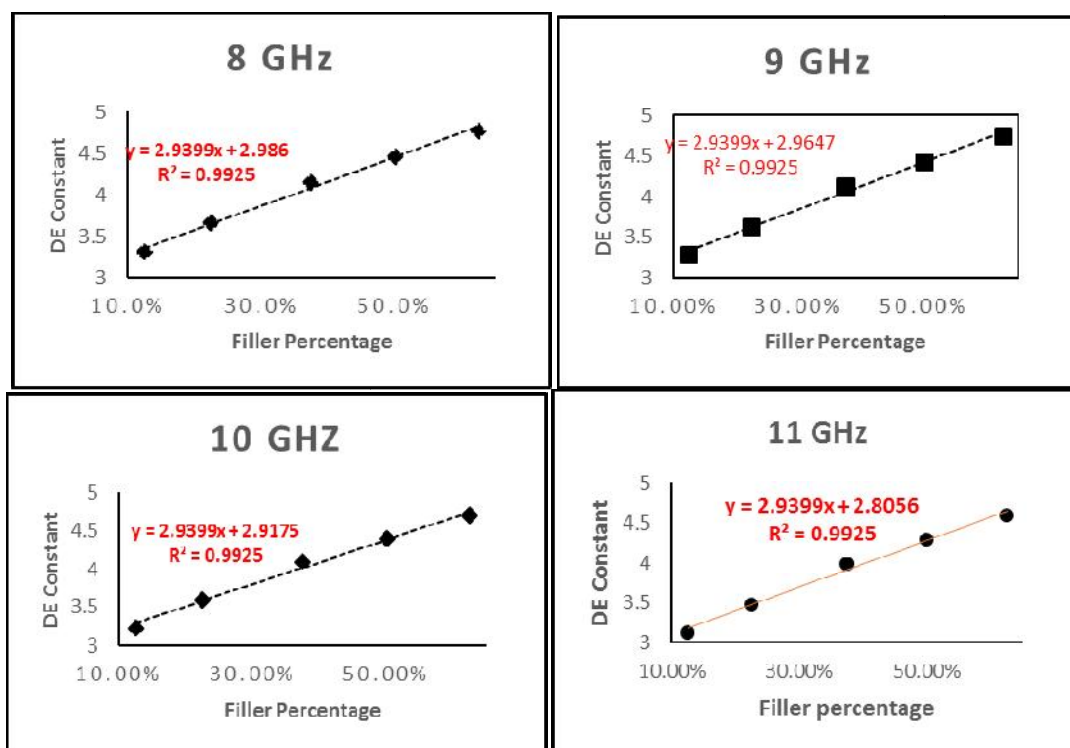 8 GHz
5
4.5
4
3.5
3
y = 2.9399x + 2.986
R² = 0.9925
DE Constant
10.0% 30.0% 50.0%
Filler Percentage
9 GHz
5
4.5
4
3.5
3
y = 2.9399x + 2.9647
R² = 0.9925
DE Constant
10.00% 30.00% 50.00%
Filler Percentage
10 GHZ
5
4.5
4
3.5
3
y = 2.9399x + 2.9175
R² = 0.9925
DE Constant
10.00% 30.00% 50.00%
Filler Percentage
11 GHz
5
4.5
4
3.5
3
y = 2.9399x + 2.8056
R² = 0.9925
DE Constant
10.00% 30.00% 50.00%
Filler percentage